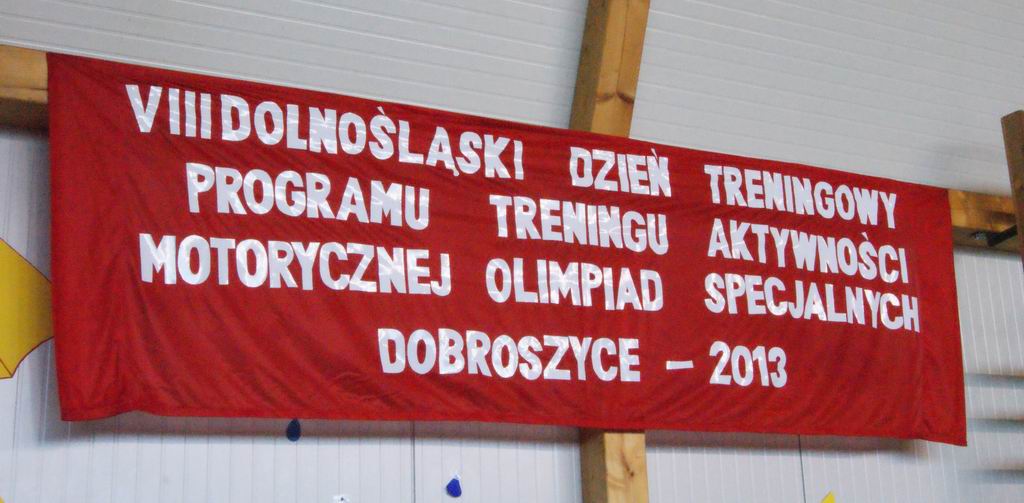 VIII DOLNOŚLĄSKI DZIEŃ TRENINGOWY
PROGRAMU TRENINGU AKTYWNOŚCI
MOTORYCZNEJ OLIMPIAD SPECJALNYCH
DOBROSZYCE – 2013